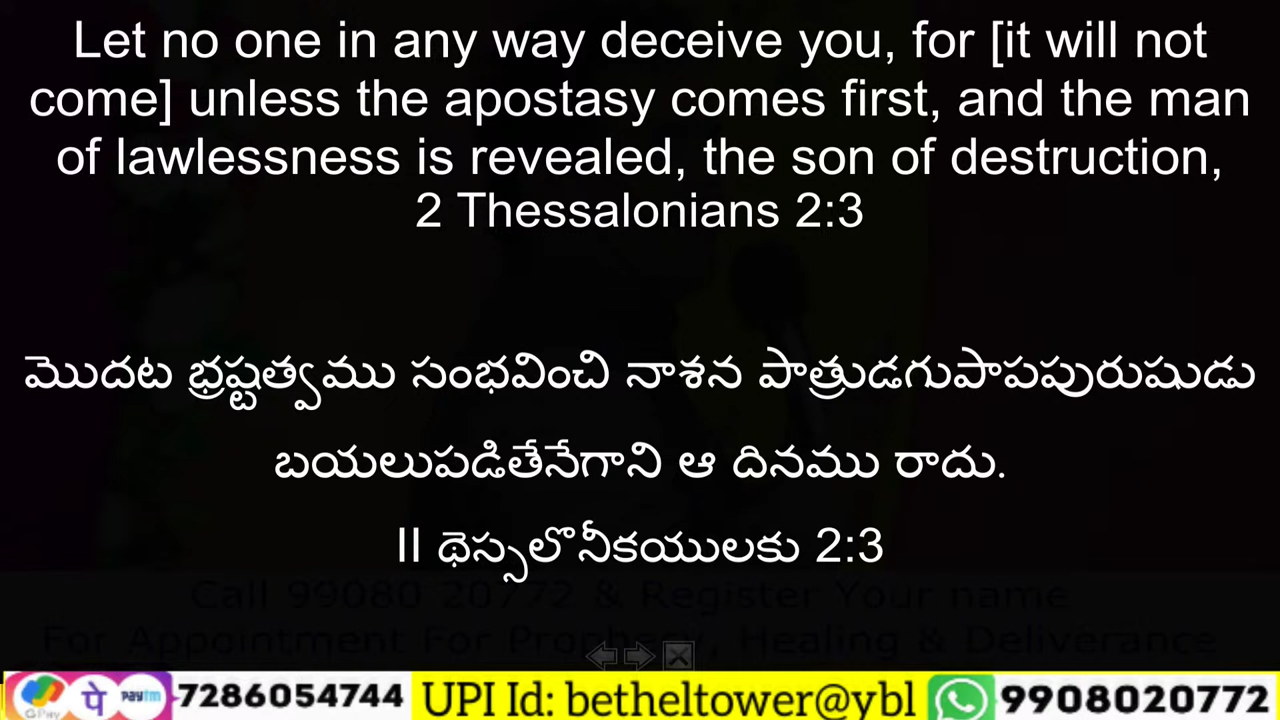 Let no one in any way deceive you, for [it will not
come] unless the apostasy comes first, and the man
of lawlessness is revealed, the son of destruction,
2 Thessalonians 2:3
మొదట భ్రష్టత్వము సంభవించి నాశన పాత్రుడగుపాపపురుషుడు
బయలుపడితేనేగాని ఆ దినము రాదు.
II థెస్సలొనీకయులకు 2:3
Call 99080 20772 & Register Your name
For Appointment For Prophecy, Healing & Deliverance
G Pay पे paytm 7286054744 UPI Id: betheltower@ybl 9908020772